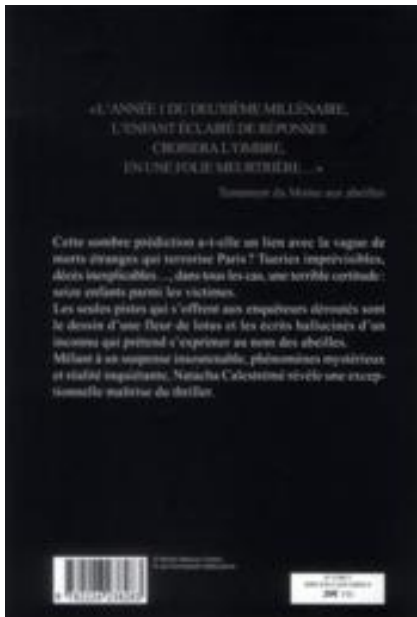 «L'ANNÉE 1 DU DEUXIÈME MILLÉNAIRE,
L'ENFANT ÉCLAIRÉ DE RÉPONSES
CROISERA L'OMBRE,
EN UNE FOLIE MEURTRIÈRE...»
Testament du Moine aux abeilles
Cette sombre prédiction a-t-elle un lien avec la vague de
morts étranges qui terrorise Paris ? Tueries imprévisibles,
décès inexplicables..., dans tous les cas, une terrible certitude :
seize enfants parmi les victimes.
Les seules pistes qui s'offrent aux enquêteurs déroutés sont
le dessin d'une fleur de lotus et les écrits hallucinés d'un
inconnu qui prétend s'exprimer au nom des abeilles.
Mêlant à un suspense insoutenable, phénomènes mystérieux
et réalité inquiétante, Natacha Calestrémé révèle une excep-
tionnelle maîtrise du thriller.